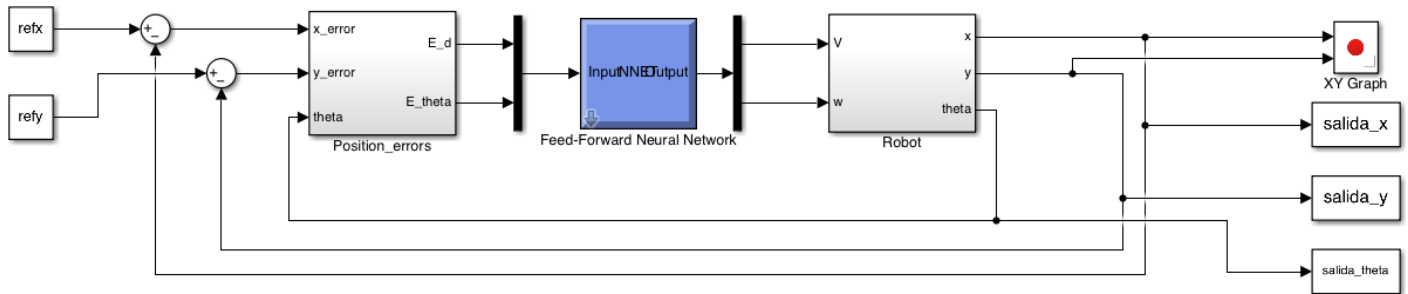 refx
+
-
x_error
E_d
y_error
E_theta
theta
Position_errors
+
-
refy
Input
NNET
Output
Feed-Forward Neural Network
V
w
x
y
theta
Robot
XY Graph
salida_x
salida_y
salida_theta